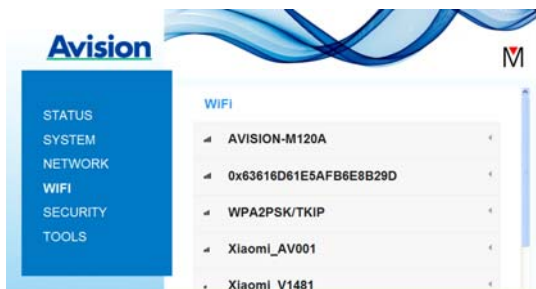 Avision
M
STATUS
SYSTEM
NETWORK
WIFI
SECURITY
TOOLS
WiFi
AVISION-M120A
0x63616D61E5AFB6E8B29D
WPA2PSK/TKIP
Xiaomi_AV001
Xiaomi_V1481